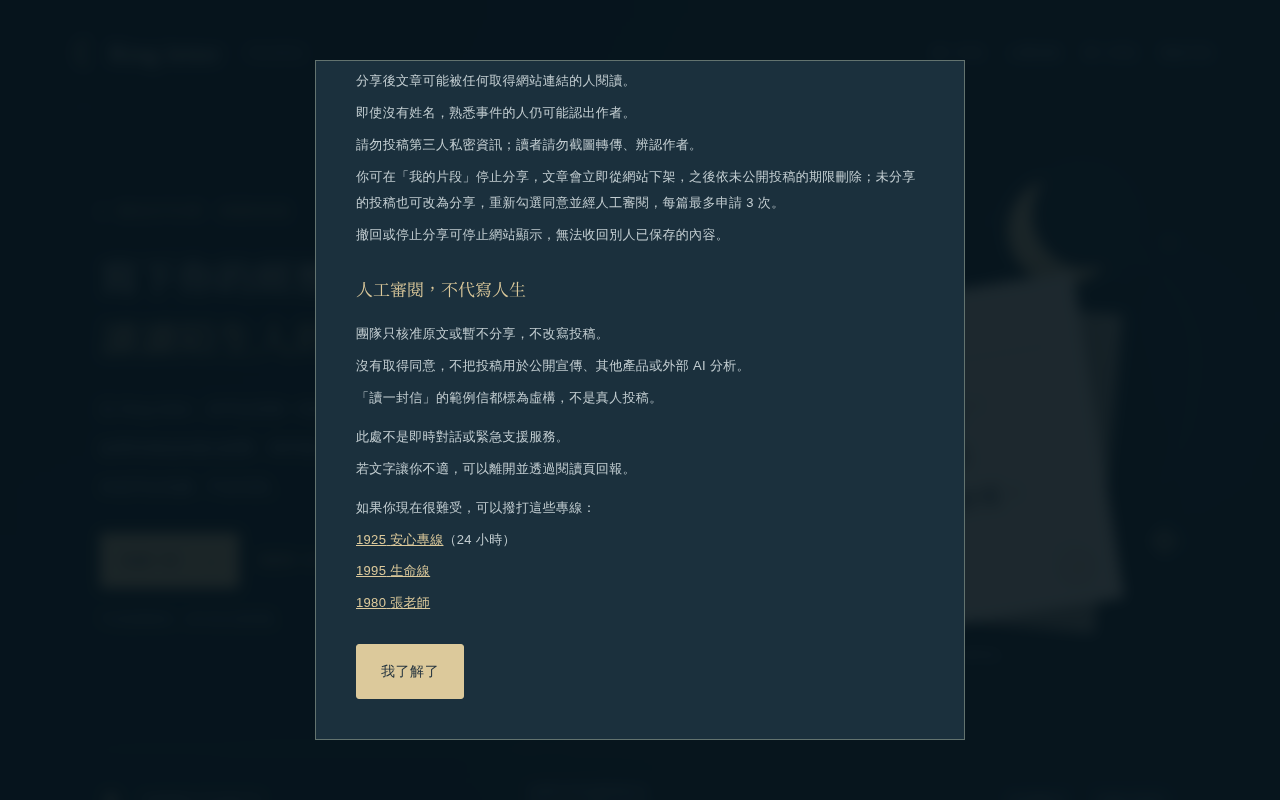 分享後文章可能被任何取得網站連結的人閱讀。
即使沒有姓名，熟悉事件的人仍可能認出作者。
請勿投稿第三人私密資訊；讀者請勿截圖轉傳、辨認作者。
你可在「我的片段」停止分享，文章會立即從網站下架，之後依未公開投稿的期限刪除；未分享
的投稿也可改為分享，重新勾選同意並經人工審閱，每篇最多申請 3 次。
撤回或停止分享可停止網站顯示，無法收回別人已保存的內容。
人工審閱，不代寫人生
團隊只核准原文或暫不分享，不改寫投稿。
沒有取得同意，不把投稿用於公開宣傳、其他產品或外部 AI 分析。
「讀一封信」的範例信都標為虛構，不是真人投稿。
此處不是即時對話或緊急支援服務。
若文字讓你不適，可以離開並透過閱讀頁回報。
如果你現在很難受，可以撥打這些專線：
1925 安心專線（24 小時）
1995 生命線
1980 張老師
我了解了